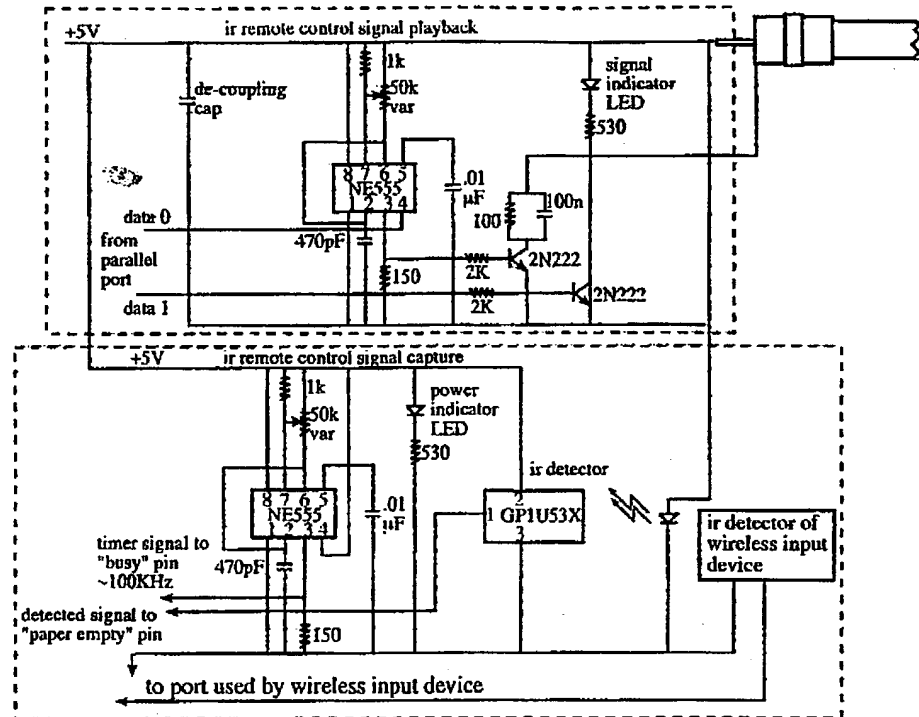 +5V
ir remote control signal playback
1k
50k
var
de-coupling
cap
signal
indicator
LED
530
8 7 6 5
NE555
1 2 3 4
.01
µF
100
100n
data 0
from
parallel
port
data 1
470pF
150
2K
2N222
2K
2N222
+5V
ir remote control signal capture
1k
50k
var
power
indicator
LED
530
ir detector
8 7 6 5
NE555
1 2 3 4
.01
µF
2
1 GP1U53X
3
ir detector of
wireless input
device
timer signal to
"busy" pin
~100KHz
470pF
detected signal to
"paper empty" pin
150
to port used by wireless input device